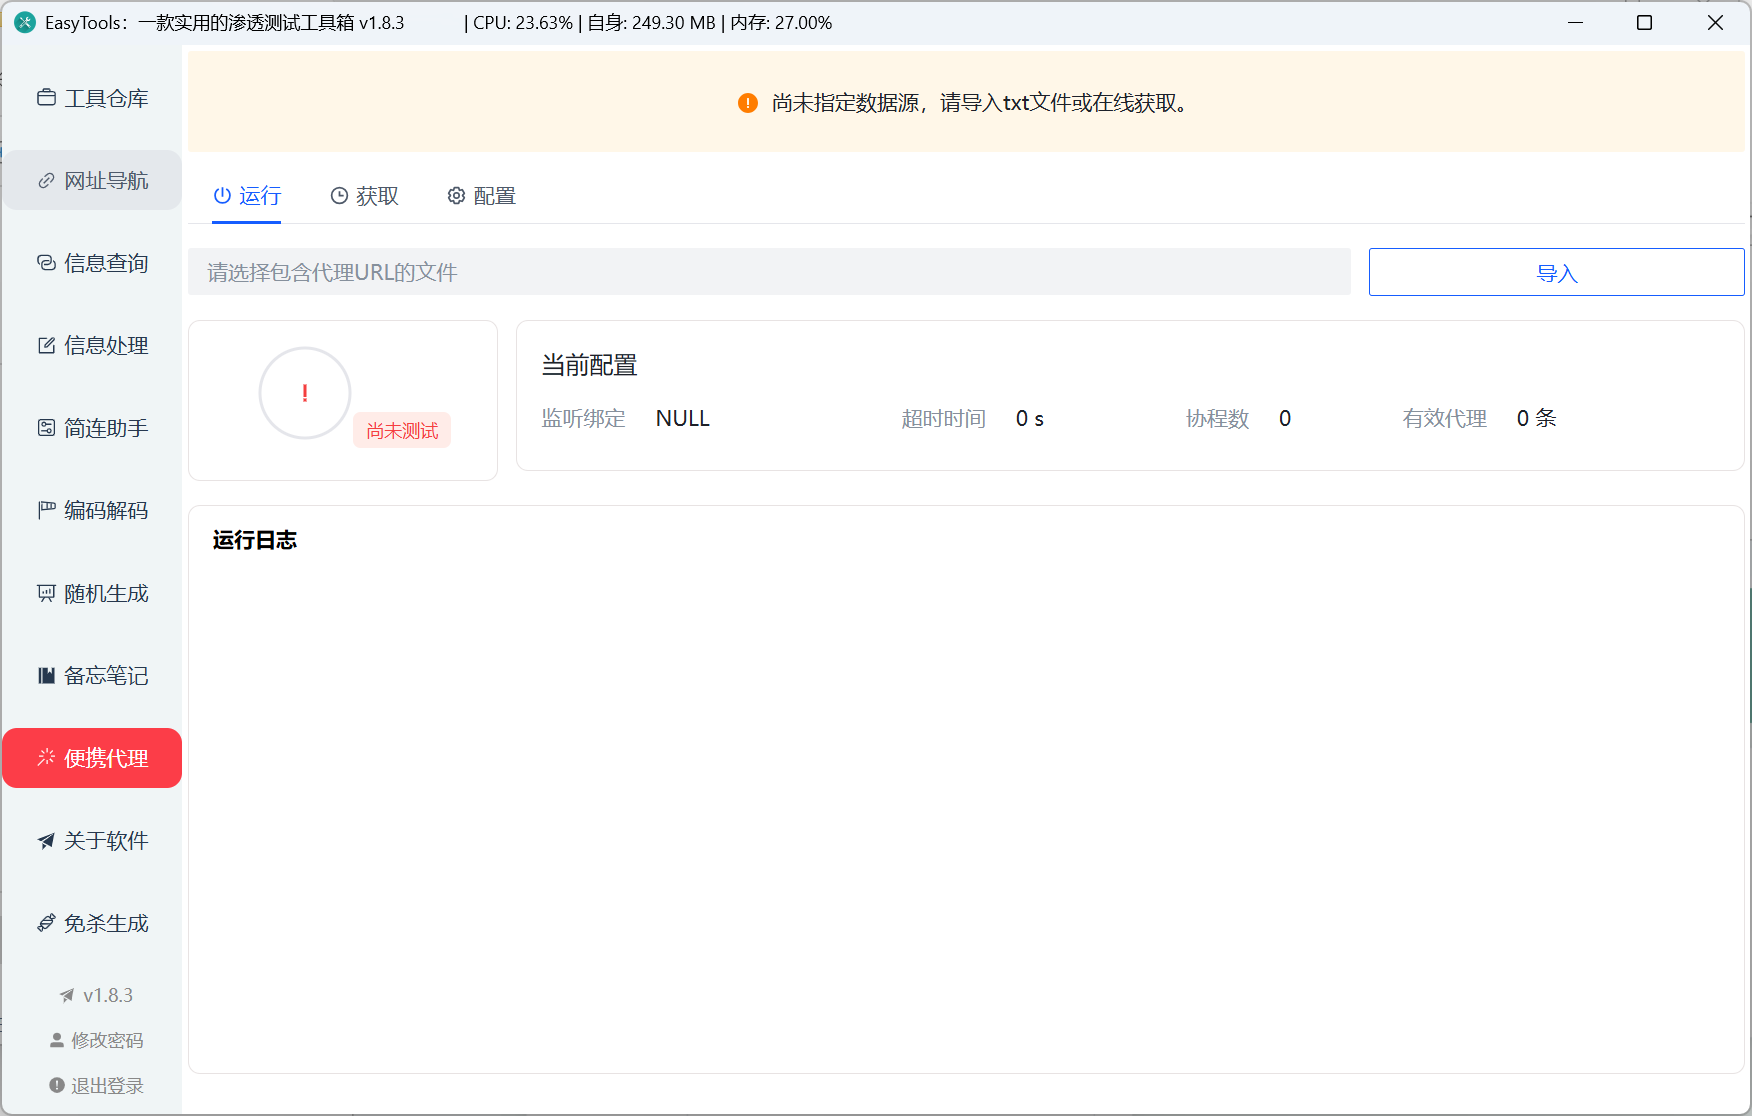 EasyTools：一款实用的渗透测试工具箱 v1.8.3 | CPU: 23.63% | 自身: 249.30 MB | 内存: 27.00%
工具仓库
网址导航
信息查询
信息处理
简连助手
编码解码
随机生成
备忘笔记
便携代理
关于软件
免杀生成
v1.8.3
修改密码
退出登录
尚未指定数据源，请导入txt文件或在线获取。
运行 获取 配置
请选择包含代理URL的文件 导入
! 尚未测试
当前配置
监听绑定 NULL 超时时间 0 s 协程数 0 有效代理 0 条
运行日志